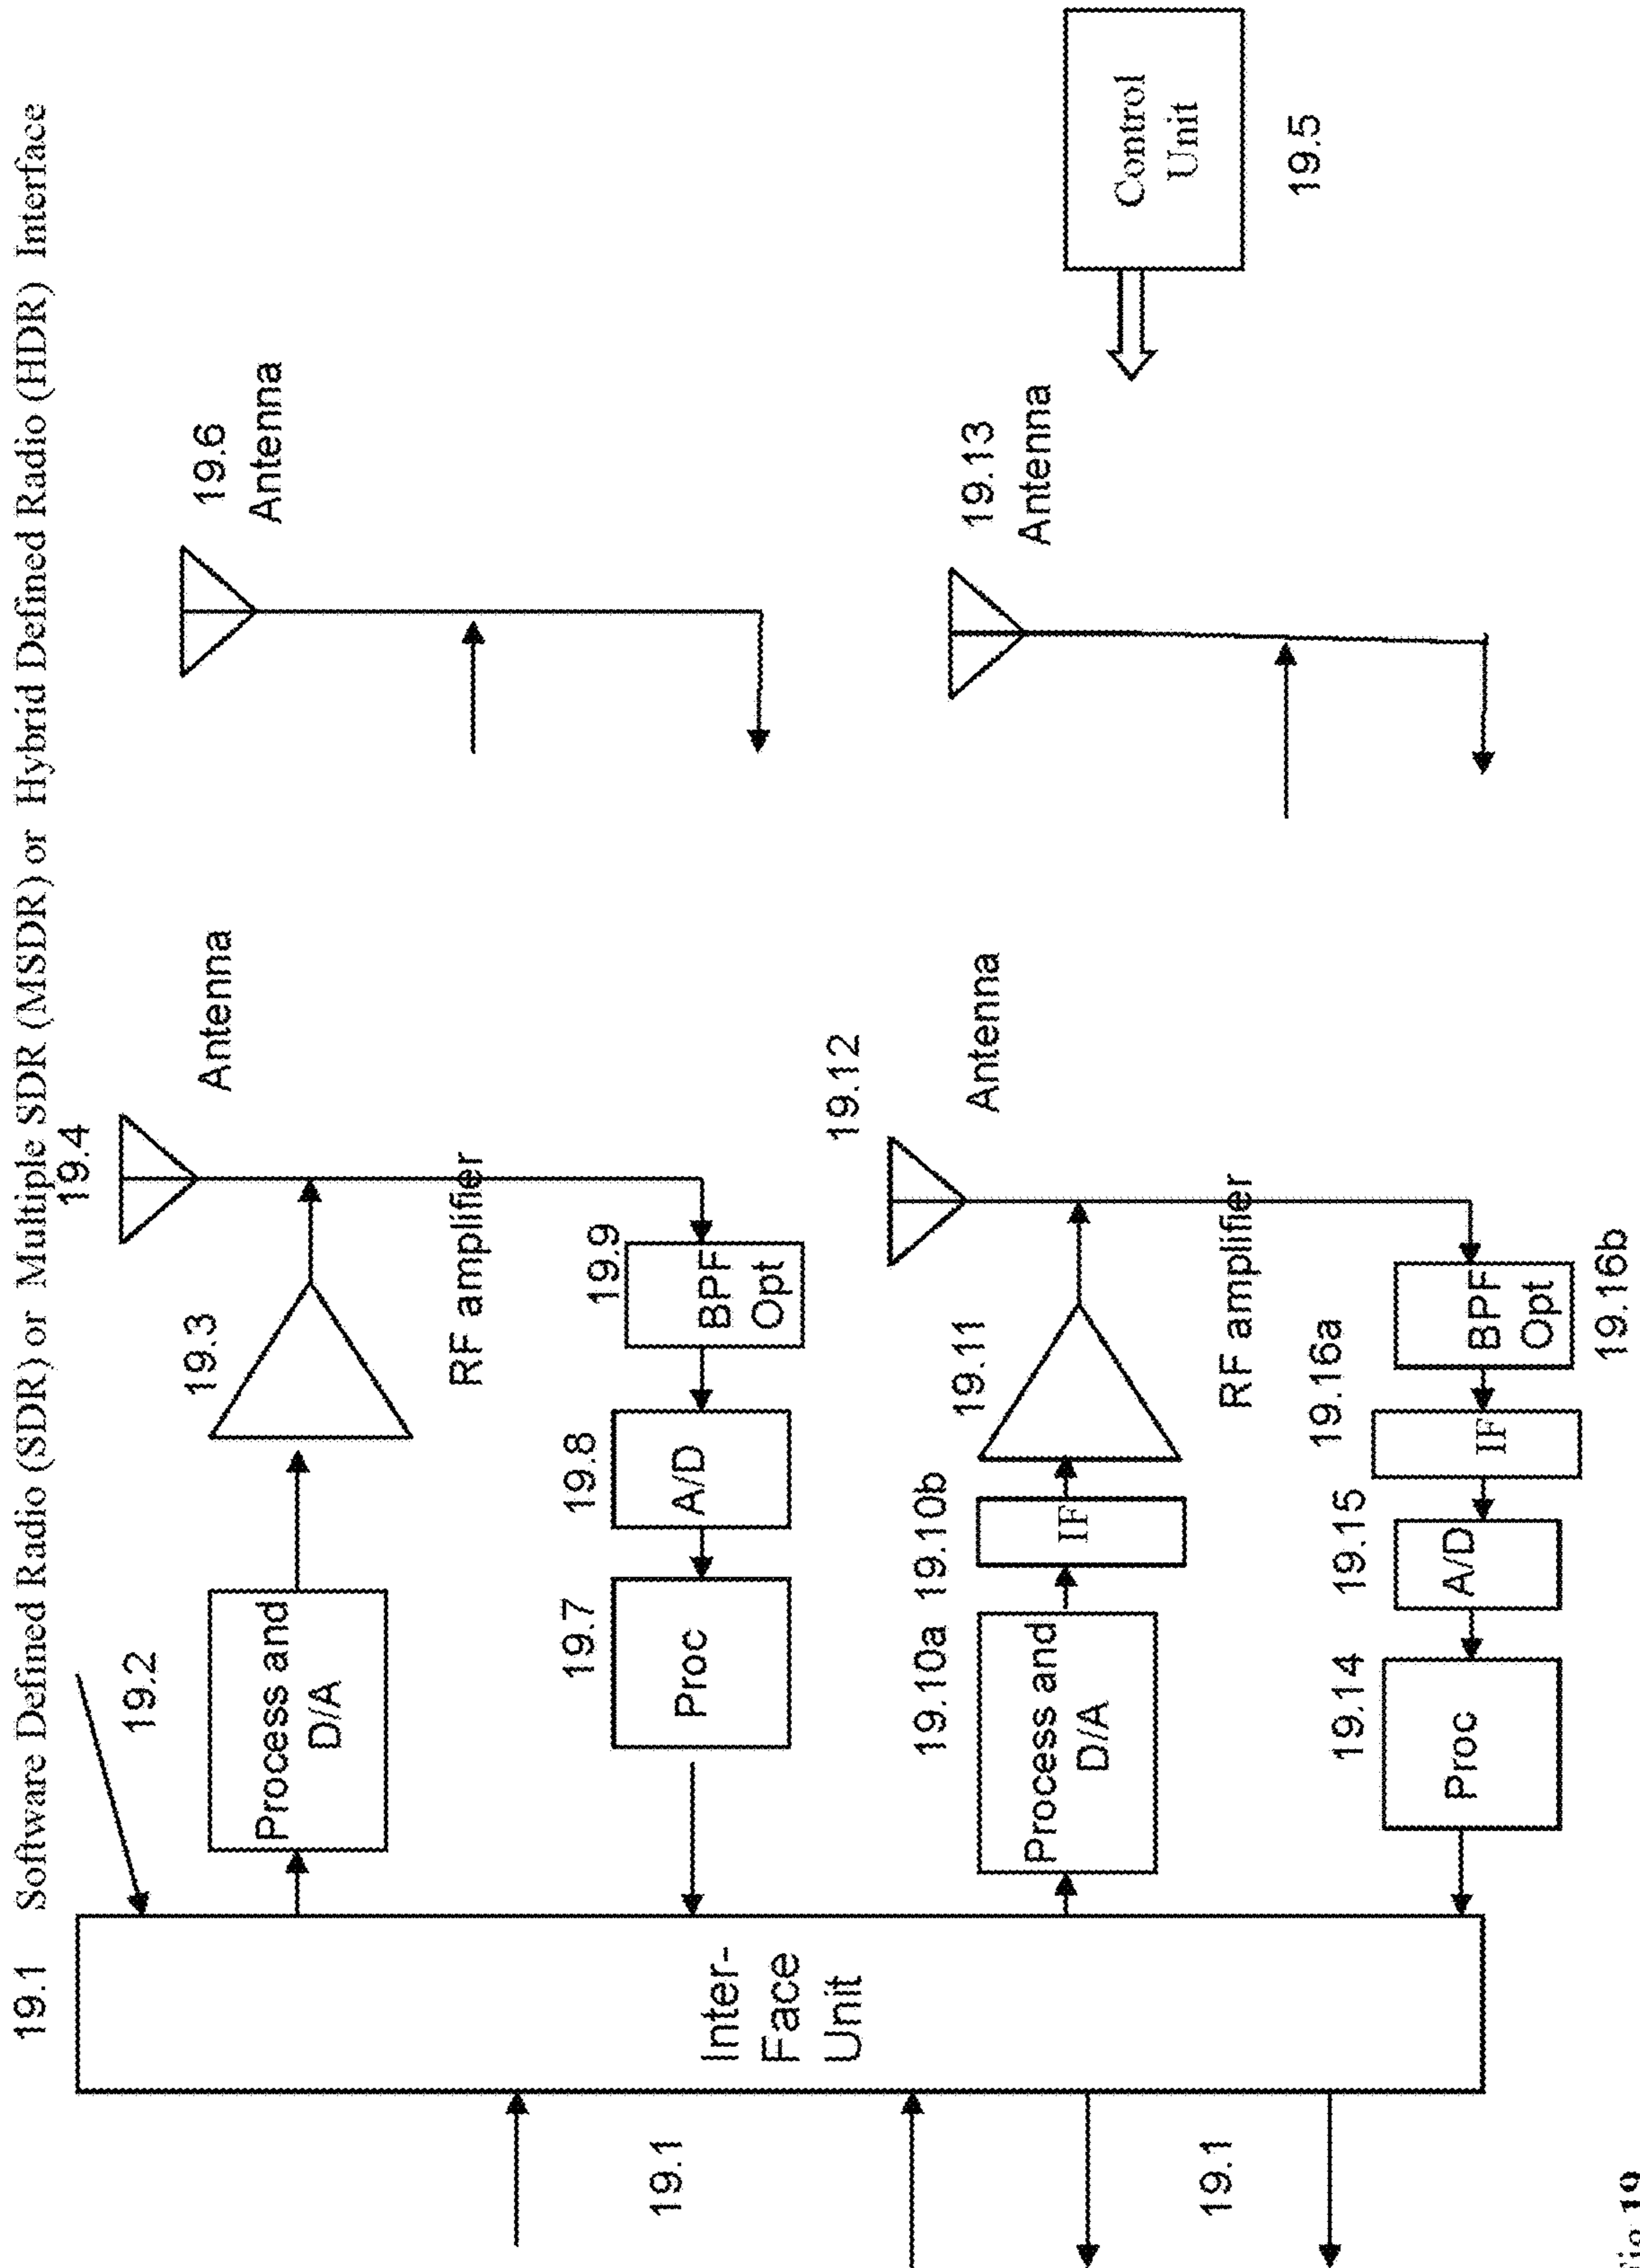 19.1 Software Defined Radio (SDR) or Multiple SDR (MSDR) or Hybrid Defined Radio (HDR) Interface
19.4
Antenna
19.6
Antenna
19.2
Process and
D/A
19.3
RF amplifier
19.9
BPF
Opt
19.8
A/D
19.7
Proc
Inter-
Face
Unit
19.1
19.1
19.12
Antenna
19.13
Antenna
Control
Unit
19.5
19.10a
Process and
D/A
19.10b
IF
19.11
RF amplifier
19.16a
IF
BPF
Opt
19.16b
19.15
A/D
19.14
Proc
Fig 19